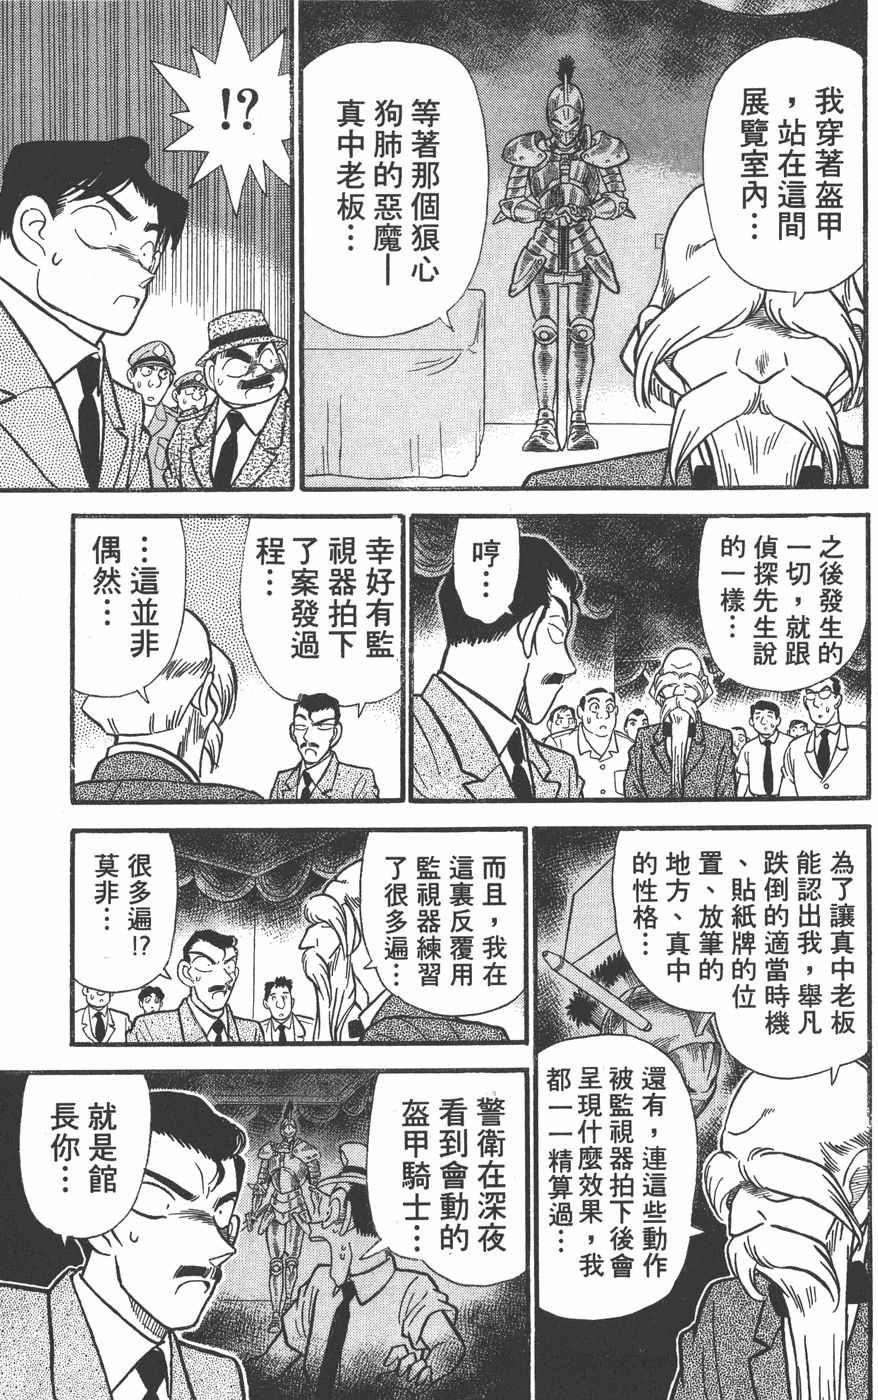 我穿著盔甲
，站在這間
展覽室內…
等著那個狼心
狗肺的惡魔—
真中老板…
!?
之後發生的
一切，就跟
偵探先生說
的一樣…
哼…
幸好有監
視器拍下
了案發過
程…
…這並非
偶然…
為了讓真中老板
能認出我，舉凡
跌倒的適當時機
、貼紙牌的位
置、放筆的
地方、真中
的性格…
還有，連這些動作
被監視器拍下後會
呈現什麼效果，我
都一一精算過…
而且，我在
這裏反覆用
監視器練習
了很多遍…
很多遍!?
莫非…
警衛在深夜
看到會動的
盔甲騎士…
就是館
長你…